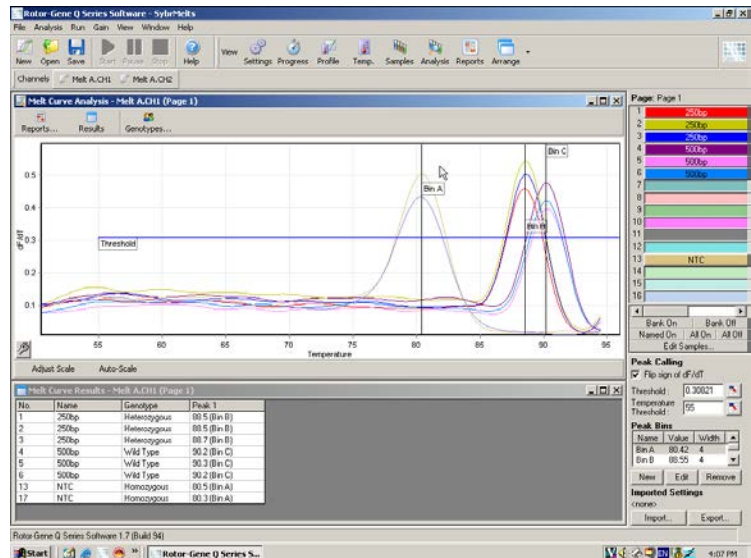 Rotor-Gene Q Series Software - SybrMelts
File Analysis Run Gain View Window Help
New Open Save Start Pause Stop Help View Settings Progress Profile Temp. Samples Analysis Reports Arrange
Channels Melt A.CH1 Melt A.CH2
Melt Curve Analysis - Melt A.CH1 (Page 1)
Reports... Results Genotypes...
Bin C
Bin A
Bin B
Threshold
dF/dT
0.5
0.4
0.3
0.2
0.1
55 60 65 70 75 80 85 90 95
Temperature
Adjust Scale Auto-Scale
Melt Curve Results - Melt A.CH1 (Page 1)
No. Name Genotype Peak 1
1 250bp Heterozygous 88.5 (Bin B)
2 250bp Heterozygous 88.5 (Bin B)
3 250bp Heterozygous 88.7 (Bin B)
4 500bp Wild Type 90.2 (Bin C)
5 500bp Wild Type 90.3 (Bin C)
6 500bp Wild Type 90.2 (Bin C)
13 NTC Homozygous 80.5 (Bin A)
17 NTC Homozygous 80.3 (Bin A)
Page: Page 1
1 250bp
2 250bp
3 250bp
4 500bp
5 500bp
6 500bp
7
8
9
10
11
12
13 NTC
14
15
16
Bank On Bank Off
Named On All On All Off
Edit Samples...
Peak Calling
Flip sign of dF/dT
Threshold: 0.30821
Temperature Threshold: 55
Peak Bins
Name Value Width
Bin A 80.42 4
Bin B 88.55 4
New Edit Remove
Imported Settings
<none>
Import... Export...
Rotor-Gene Q Series Software 1.7 (Build 94)
Start Rotor-Gene Q Series S... EN 4:07 PM